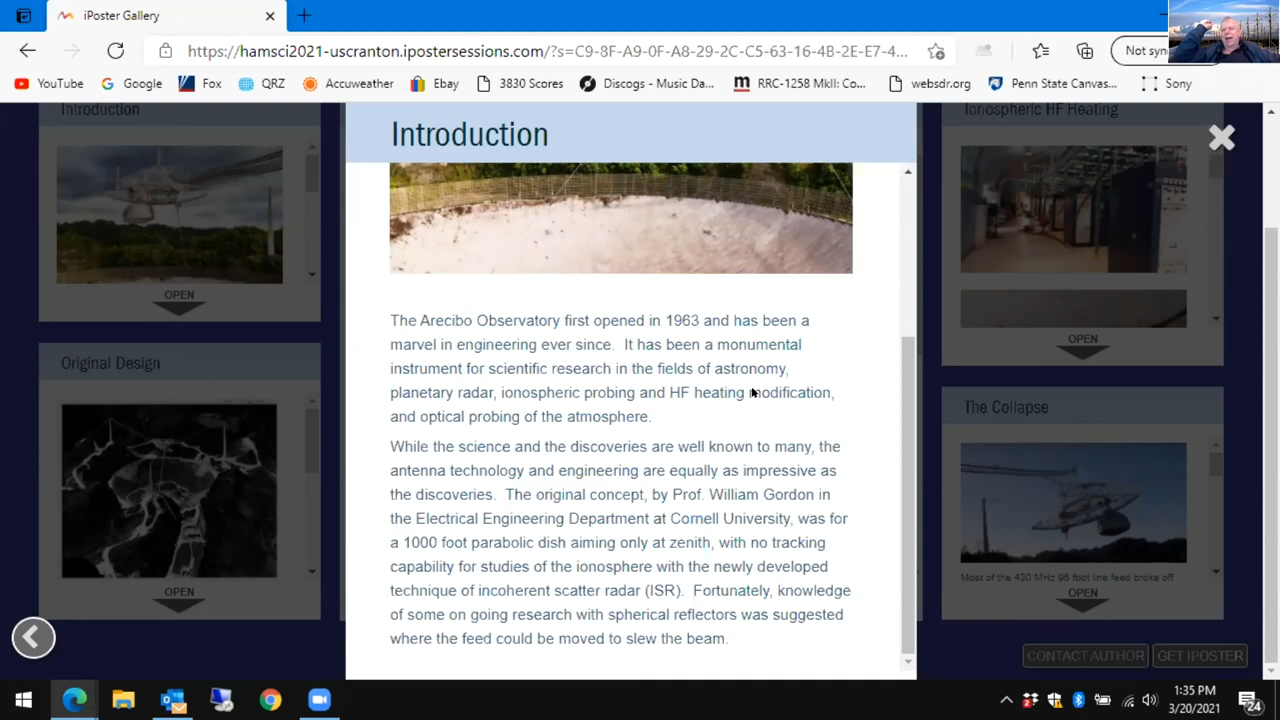 iPoster Gallery
https://hamsci2021-uscranton.ipostersessions.com/?s=C9-8F-A9-0F-A8-29-2C-C5-63-16-4B-2E-E7-4...
Not syn
YouTube
Google
Fox
QRZ
Accuweather
Ebay
3830 Scores
Discogs - Music Da...
RRC-1258 MkII: Co...
websdr.org
Penn State Canvas...
Sony
Introduction
OPEN
Original Design
OPEN
Introduction
The Arecibo Observatory first opened in 1963 and has been a
marvel in engineering ever since. It has been a monumental
instrument for scientific research in the fields of astronomy,
planetary radar, ionospheric probing and HF heating modification,
and optical probing of the atmosphere.
While the science and the discoveries are well known to many, the
antenna technology and engineering are equally as impressive as
the discoveries. The original concept, by Prof. William Gordon in
the Electrical Engineering Department at Cornell University, was for
a 1000 foot parabolic dish aiming only at zenith, with no tracking
capability for studies of the ionosphere with the newly developed
technique of incoherent scatter radar (ISR). Fortunately, knowledge
of some on going research with spherical reflectors was suggested
where the feed could be moved to slew the beam.
Ionospheric HF Heating
OPEN
The Collapse
Most of the 430 MHz 96 foot line feed broke off
OPEN
CONTACT AUTHOR
GET IPOSTER
1:35 PM
3/20/2021
24